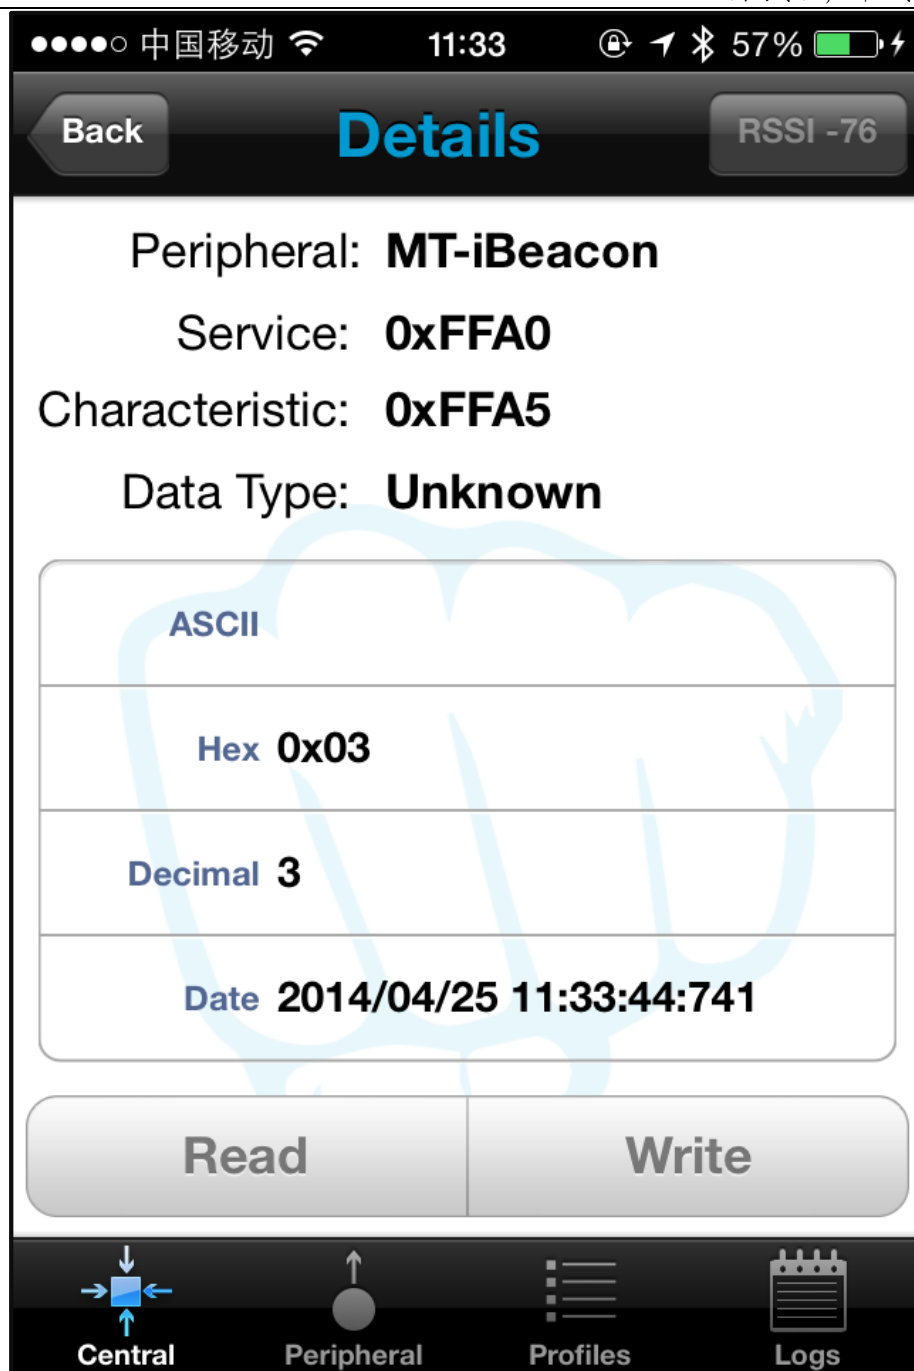 中国移动 11:33 57%
Back Details RSSI -76
Peripheral: MT-iBeacon
Service: 0xFFA0
Characteristic: 0xFFA5
Data Type: Unknown
ASCII
Hex 0x03
Decimal 3
Date 2014/04/25 11:33:44:741
Read Write
Central Peripheral Profiles Logs